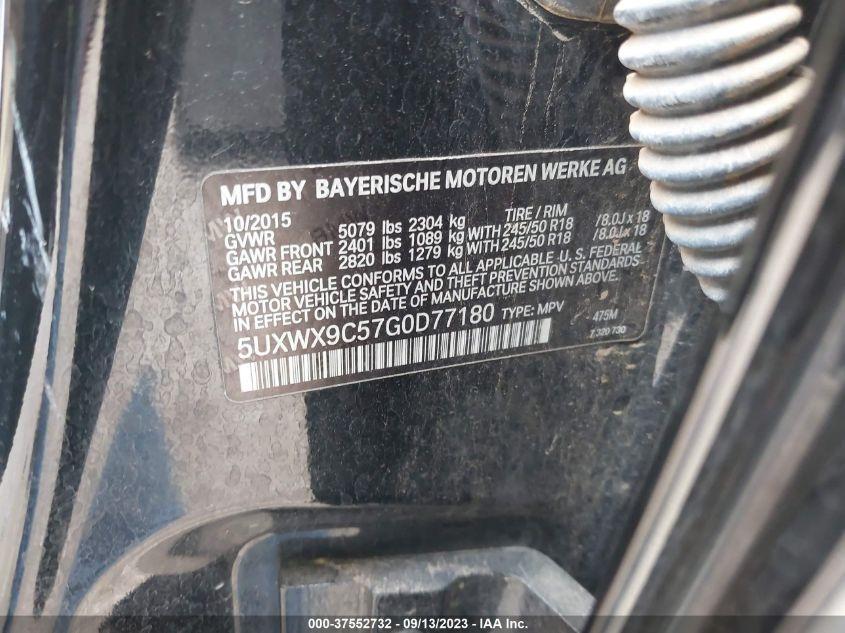 MFD BY BAYERISCHE MOTOREN WERKE AG
10/2015 TIRE / RIM
GVWR 5079 lbs 2304 kg
GAWR FRONT 2401 lbs 1089 kg WITH 245/50 R18 /8.0J x 18
GAWR REAR 2820 lbs 1279 kg WITH 245/50 R18 /8.0J x 18
THIS VEHICLE CONFORMS TO ALL APPLICABLE U.S. FEDERAL
MOTOR VEHICLE SAFETY AND THEFT PREVENTION STANDARDS
IN EFFECT ON THE DATE OF MANUFACTURE SHOWN ABOVE.
5UXWX9C57G0D77180 TYPE: MPV 475M
7 320 730
000-37552732 / 09/13/2023 - IAA Inc.